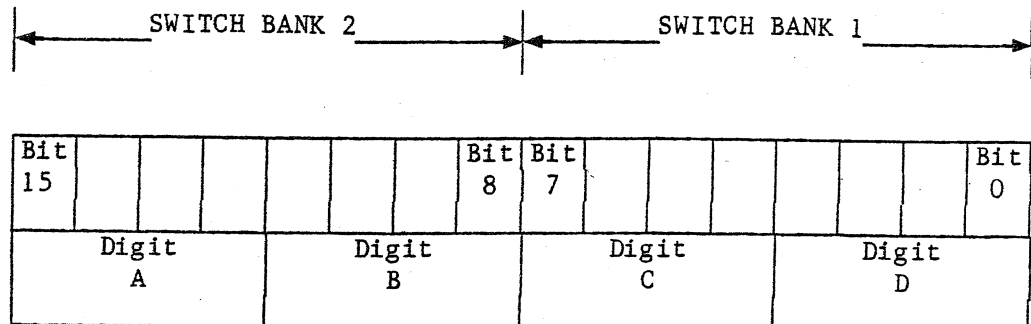 SWITCH BANK 2 SWITCH BANK 1
Bit Bit Bit Bit
15 8 7 0
Digit Digit Digit Digit
A B C D